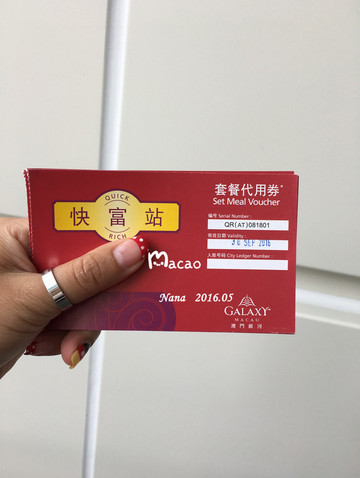 QUICK
快富站
RICH
套餐代用券*
Set Meal Voucher
編號 Serial Number :
QR(AT)081801
有效日期 Validity :
30 SEP 2016
入賬号码 City Ledger Number :
Macao
Nana 2016.05
GALAXY
MACAU
澳門銀河